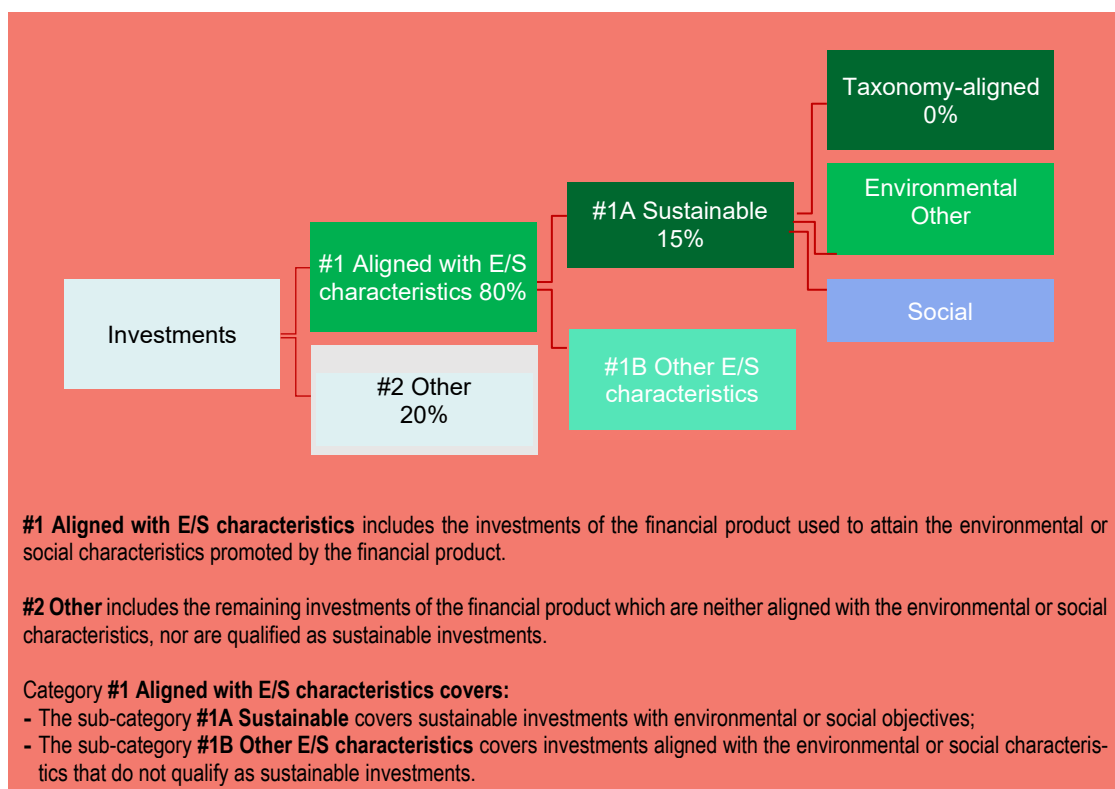 Taxonomy-aligned
0%
Environmental
Other
#1A Sustainable
15%
#1 Aligned with E/S
characteristics 80%
Social
Investments
#1B Other E/S
characteristics
#2 Other
20%
#1 Aligned with E/S characteristics includes the investments of the financial product used to attain the environmental or
social characteristics promoted by the financial product.
#2 Other includes the remaining investments of the financial product which are neither aligned with the environmental or social
characteristics, nor are qualified as sustainable investments.
Category #1 Aligned with E/S characteristics covers:
- The sub-category #1A Sustainable covers sustainable investments with environmental or social objectives;
- The sub-category #1B Other E/S characteristics covers investments aligned with the environmental or social characteris-
tics that do not qualify as sustainable investments.